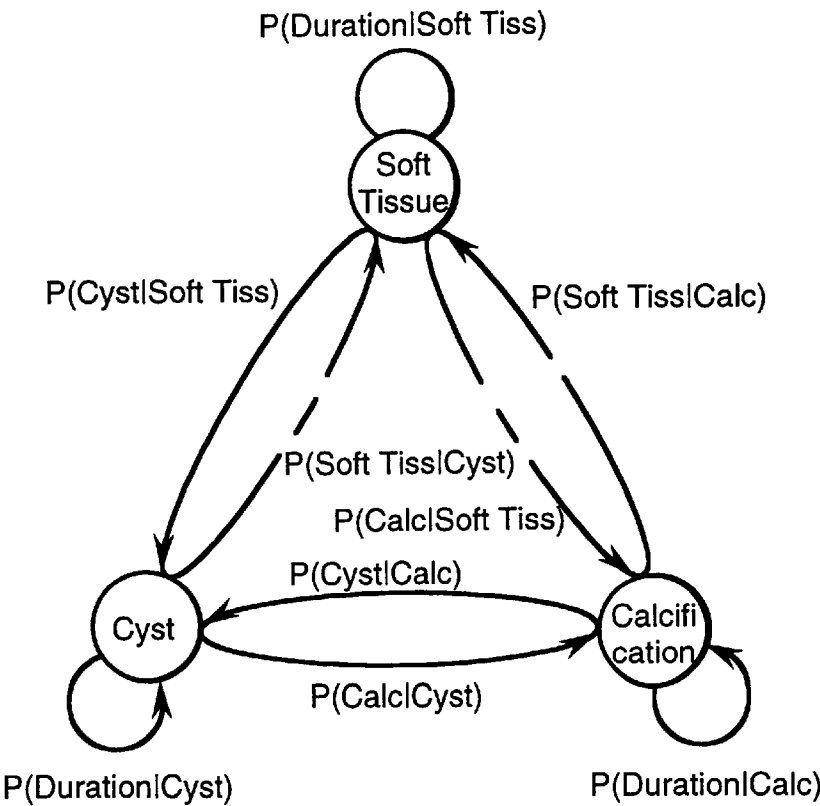 P(Duration|Soft Tiss)
Soft
Tissue
P(Cyst|Soft Tiss)
P(Soft Tiss|Calc)
P(Soft Tiss|Cyst)
P(Calc|Soft Tiss)
P(Cyst|Calc)
Cyst
Calcifi
cation
P(Calc|Cyst)
P(Duration|Cyst)
P(Duration|Calc)